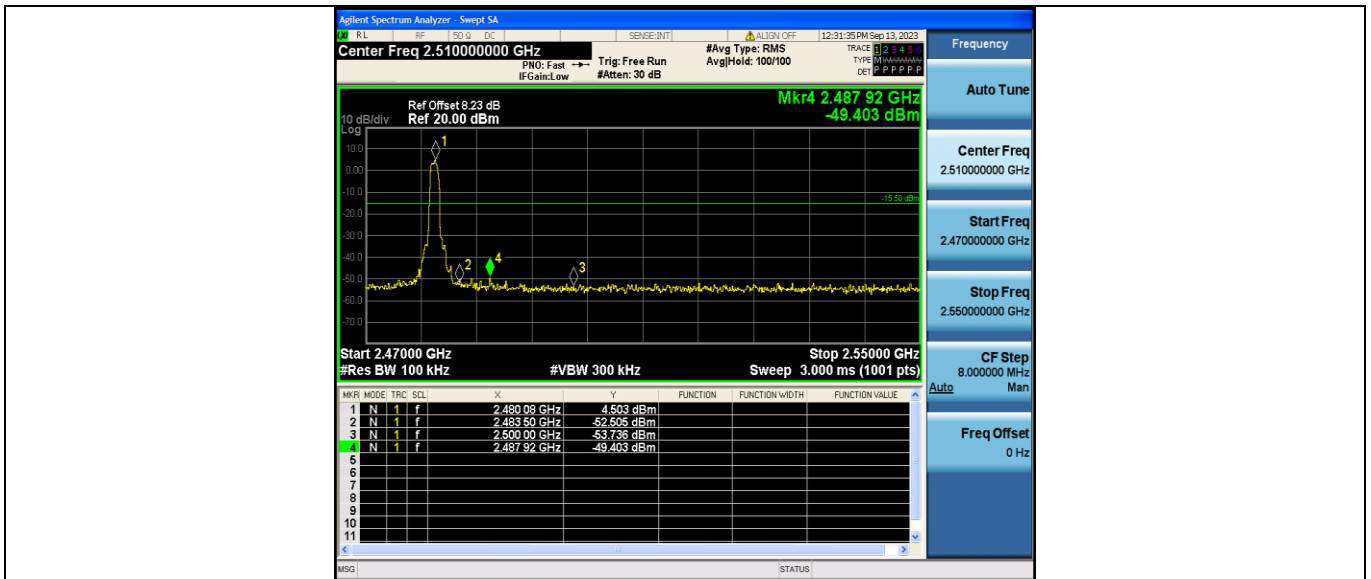 Agilent Spectrum Analyzer - Swept SA
RL RF 50 Ω DC SENSE:INT ALIGN OFF 12:31:35 PM Sep 13, 2023
Center Freq 2.510000000 GHz
PNO: Fast
IFGain:Low
Trig: Free Run
#Atten: 30 dB
#Avg Type: RMS
Avg|Hold: 100/100
TRACE 1 2 3 4 5 6
TYPE M WWWWW
DET P P P P P P
Mkr4 2.487 92 GHz
-49.403 dBm
Ref Offset 8.23 dB
10 dB/div Ref 20.00 dBm
Log
10.0
0.00
-10.0
-20.0
-30.0
-40.0
-50.0
-60.0
-70.0
1
2
4
3
-15.50 dBm
Start 2.47000 GHz Stop 2.55000 GHz
#Res BW 100 kHz #VBW 300 kHz Sweep 3.000 ms (1001 pts)
MKR MODE TRC SCL X Y FUNCTION FUNCTION WIDTH FUNCTION VALUE
1 N 1 f 2.480 08 GHz 4.503 dBm
2 N 1 f 2.483 50 GHz -52.505 dBm
3 N 1 f 2.500 00 GHz -53.736 dBm
4 N 1 f 2.487 92 GHz -49.403 dBm
5
6
7
8
9
10
11
MSG STATUS
Frequency
Auto Tune
Center Freq
2.510000000 GHz
Start Freq
2.470000000 GHz
Stop Freq
2.550000000 GHz
CF Step
8.000000 MHz
Auto Man
Freq Offset
0 Hz